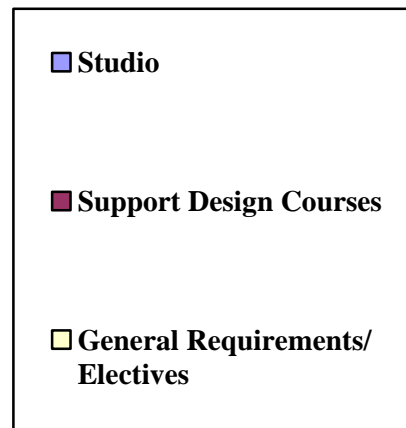 Studio
Support Design Courses
General Requirements/
Electives